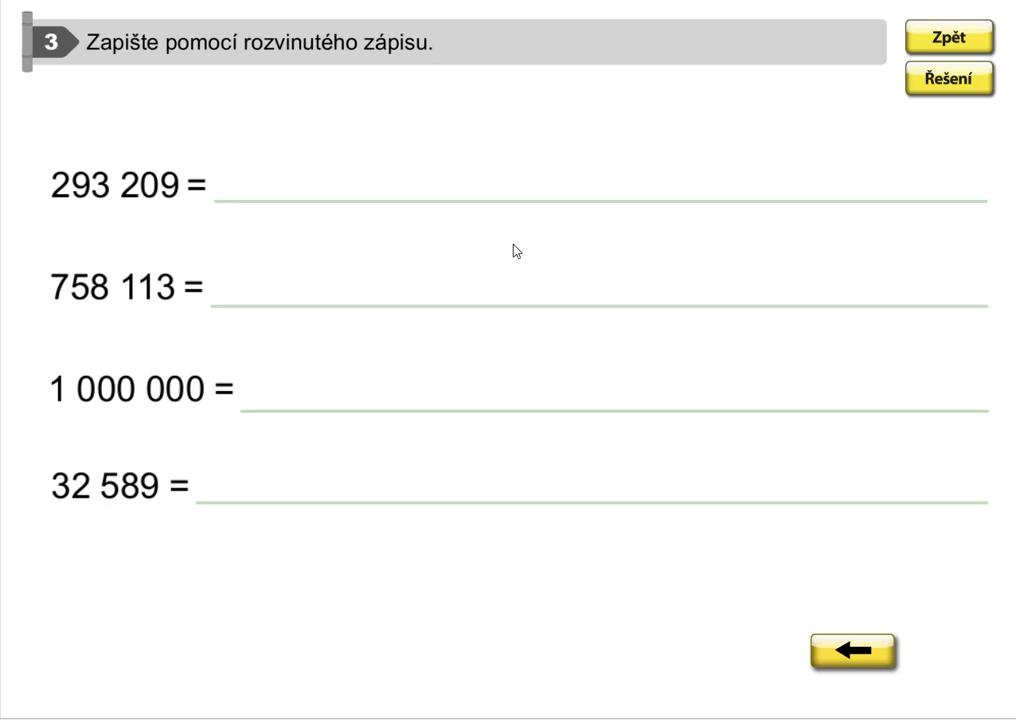 3 Zapište pomocí rozvinutého zápisu.
Zpět
Řešení
293 209 =
758 113 =
1 000 000 =
32 589 =